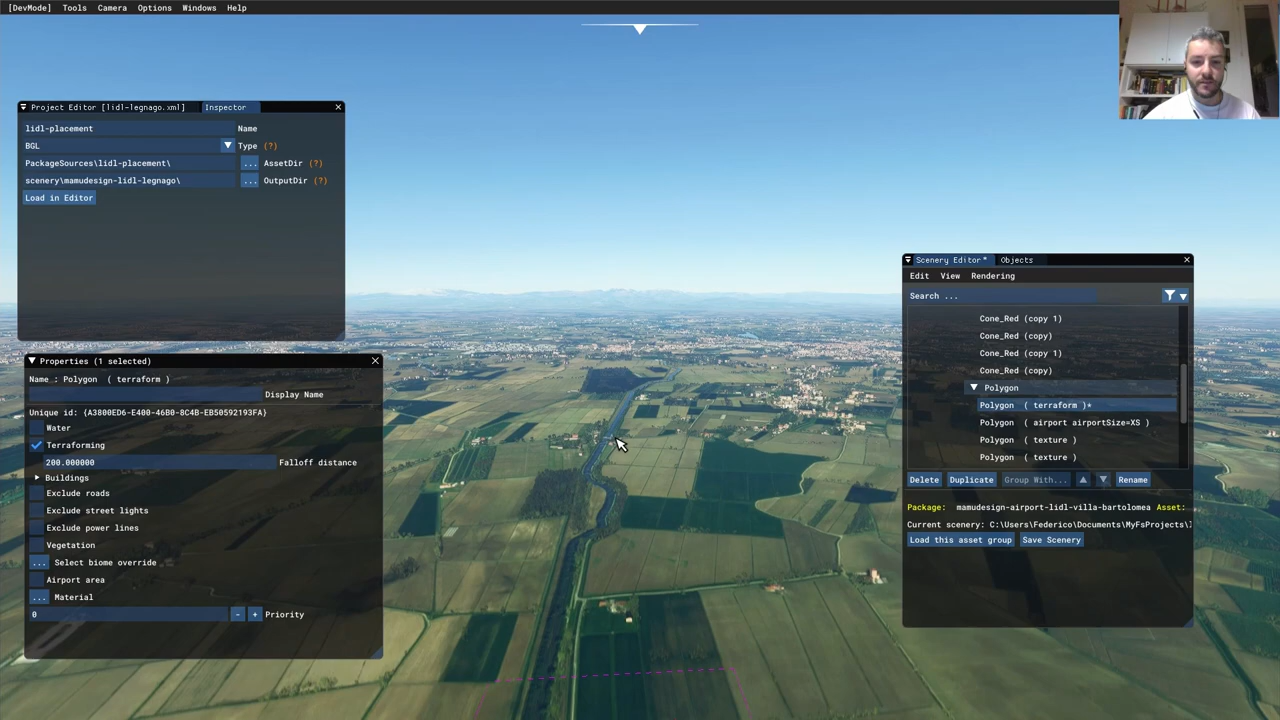 [DevMode] Tools Camera Options Windows Help
Project Editor [lidl-legnago.xml] Inspector
lidl-placement Name
BGL Type (?)
PackageSources\lidl-placement\ ... AssetDir (?)
scenery\mamudesign-lidl-legnago\ ... OutputDir (?)
Load in Editor
Properties (1 selected)
Name : Polygon ( terraform )
Display Name
Unique id: {A3800ED6-E400-46B0-8C4B-EB50592193FA}
Water
Terraforming
200.000000 Falloff distance
Buildings
Exclude roads
Exclude street lights
Exclude power lines
Vegetation
... Select biome override
Airport area
... Material
0 - + Priority
Scenery Editor* Objects
Edit View Rendering
Search ...
Cone_Red (copy 1)
Cone_Red (copy)
Cone_Red (copy 1)
Cone_Red (copy)
Polygon
Polygon ( terraform )*
Polygon ( airport airportSize=XS )
Polygon ( texture )
Polygon ( texture )
Delete Duplicate Group With... Rename
Package: mamudesign-airport-lidl-villa-bartolomea Asset:
Current scenery: C:\Users\Federico\Documents\MyFsProjects\
Load this asset group Save Scenery